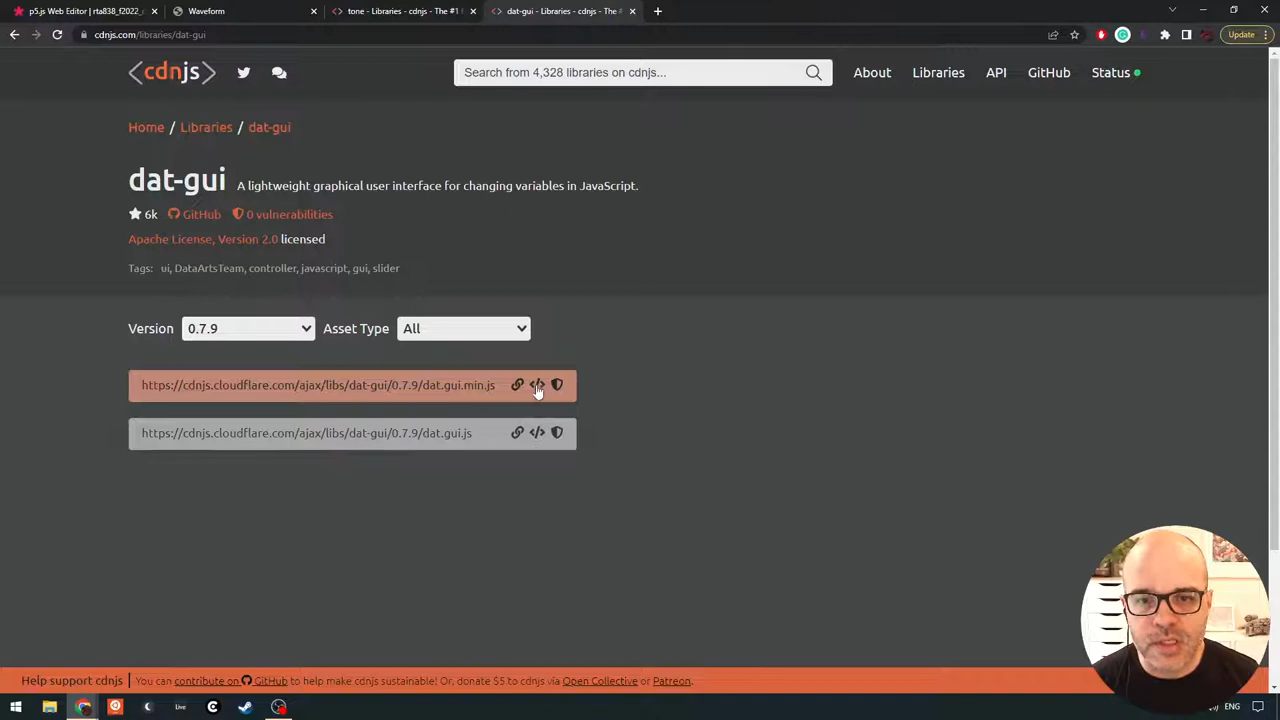 p5.js Web Editor | rta838_f2022_
Waveform
tone - Libraries - cdnjs - The #1
dat-gui - Libraries - cdnjs - The #
cdnjs.com/libraries/dat-gui
Update
<cdnjs>
Search from 4,328 libraries on cdnjs...
About
Libraries
API
GitHub
Status
Home / Libraries / dat-gui
dat-gui A lightweight graphical user interface for changing variables in JavaScript.
6k GitHub 0 vulnerabilities
Apache License, Version 2.0 licensed
Tags: ui, DataArtsTeam, controller, javascript, gui, slider
Version 0.7.9 Asset Type All
https://cdnjs.cloudflare.com/ajax/libs/dat-gui/0.7.9/dat.gui.min.js
https://cdnjs.cloudflare.com/ajax/libs/dat-gui/0.7.9/dat.gui.js
Help support cdnjs | You can contribute on GitHub to help make cdnjs sustainable! Or, donate $5 to cdnjs via Open Collective or Patreon.
Live
ENG